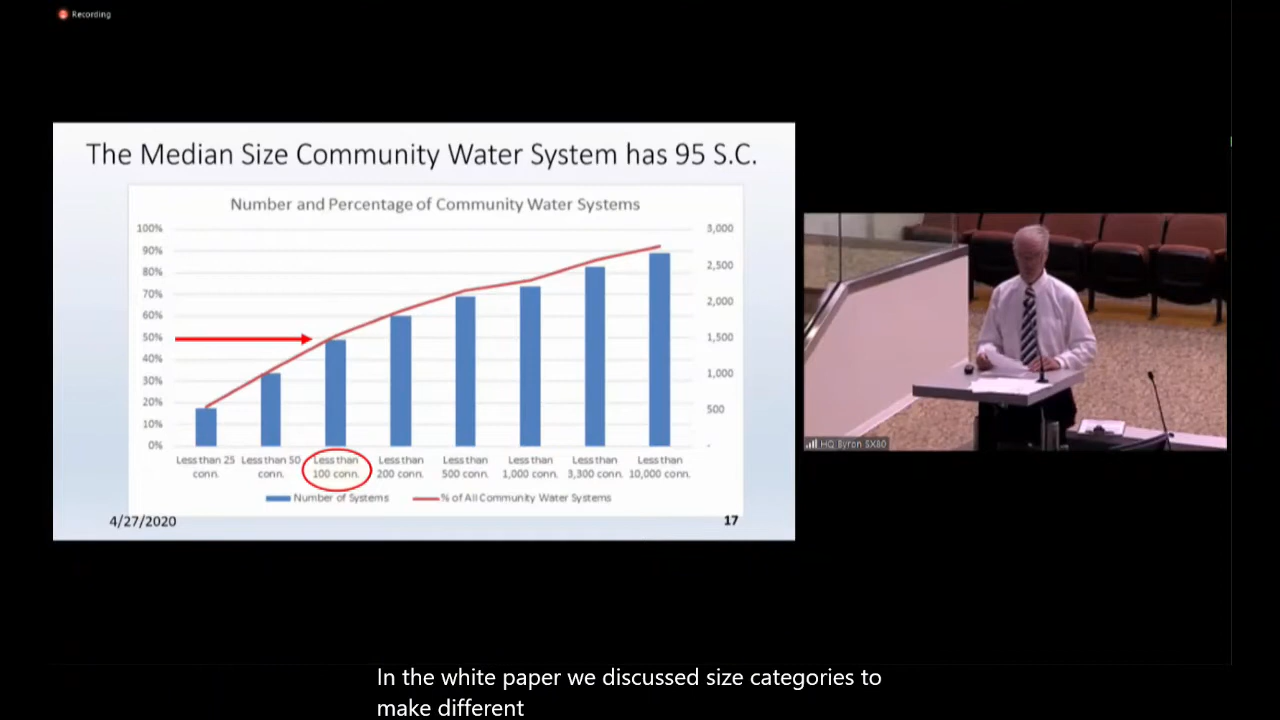 Recording
The Median Size Community Water System has 95 S.C.
Number and Percentage of Community Water Systems
100%
90%
80%
70%
60%
50%
40%
30%
20%
10%
0%
3,000
2,500
2,000
1,500
1,000
500
-
Less than 25 conn.
Less than 50 conn.
Less than 100 conn.
Less than 200 conn.
Less than 500 conn.
Less than 1,000 conn.
Less than 3,300 conn.
Less than 10,000 conn.
Number of Systems
% of All Community Water Systems
4/27/2020
17
HQ Byron SX80
In the white paper we discussed size categories to
make different